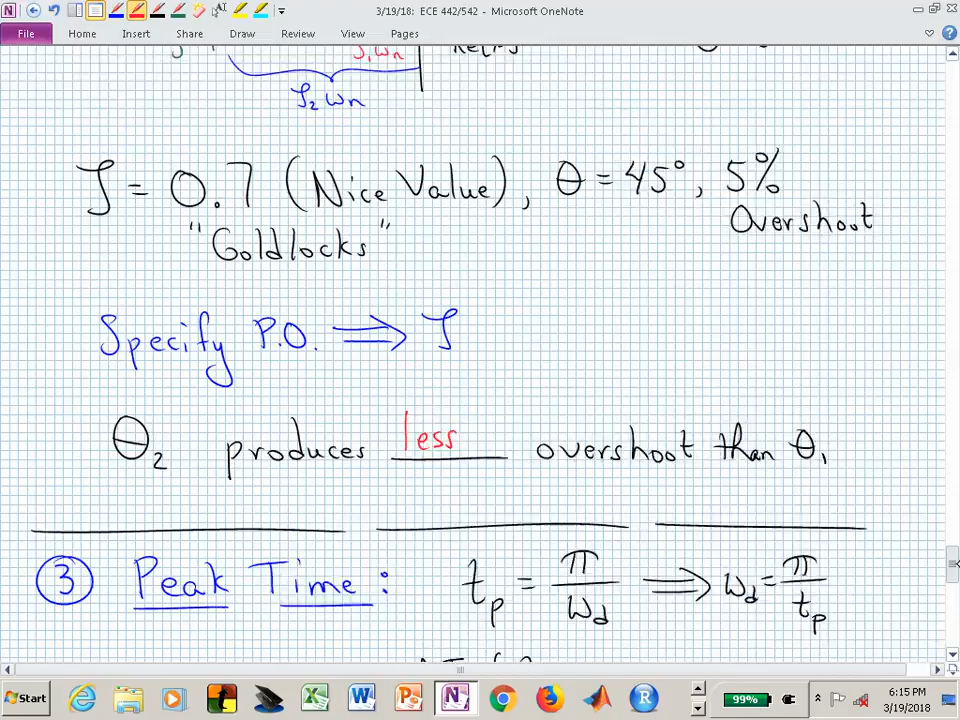 3/19/18: ECE 442/542 - Microsoft OneNote
File Home Insert Share Draw Review View Pages
ζ₁ωn
ζ₂ωn
ζ = 0.7 (Nice Value), θ = 45°, 5%
Overshoot
"Goldlocks"
Specify P.O. ⟹ ζ
θ₂ produces less overshoot than θ₁
③ Peak Time: tp = π/ωd ⟹ ωd = π/tp
Start
99%
6:15 PM
3/19/2018